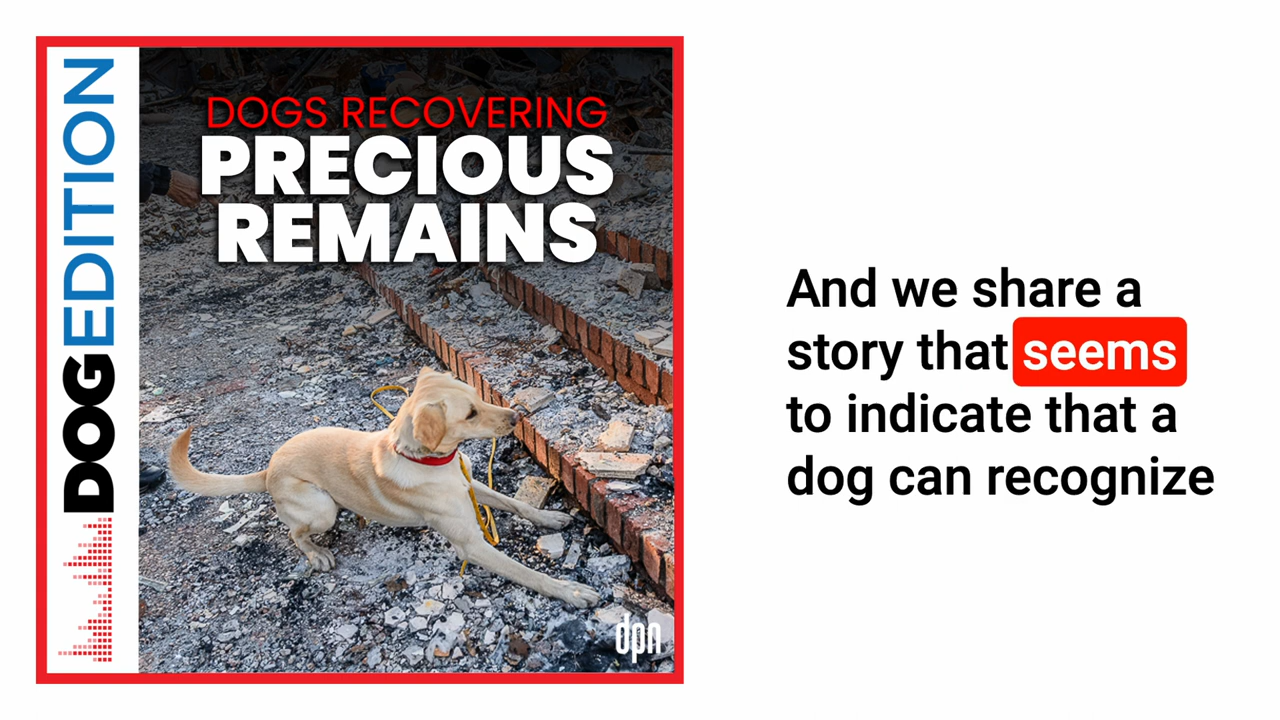 DOGEDITION
DOGS RECOVERING
PRECIOUS
REMAINS
dpn
And we share a
story that seems
to indicate that a
dog can recognize